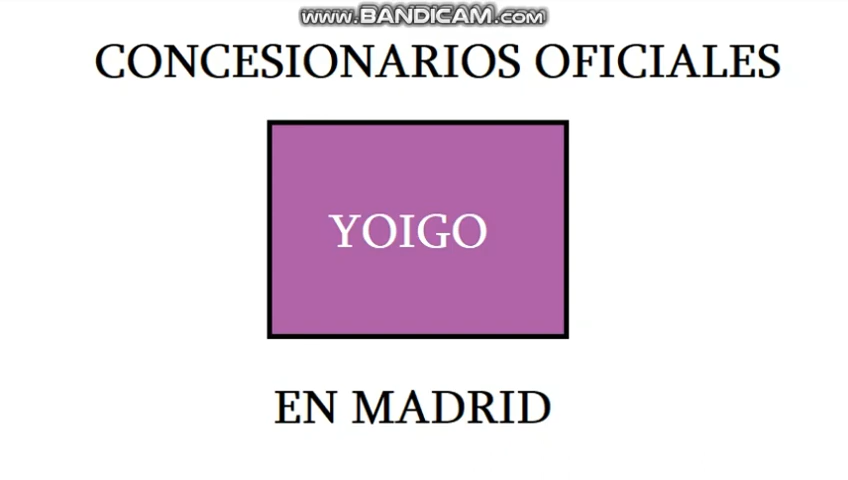 www.BANDICAM.com
CONCESIONARIOS OFICIALES
YOIGO
EN MADRID